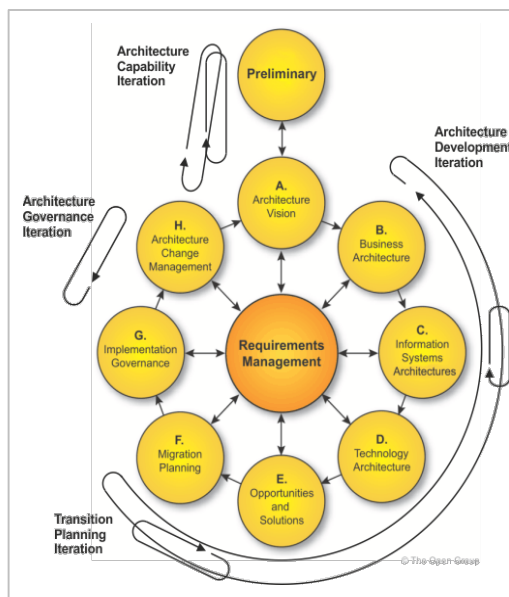 Architecture
Capability
Iteration
Preliminary
Architecture
Development
Iteration
A.
Architecture
Vision
Architecture
Governance
Iteration
H.
Architecture
Change
Management
B.
Business
Architecture
G.
Implementation
Governance
Requirements
Management
C.
Information
Systems
Architectures
F.
Migration
Planning
D.
Technology
Architecture
E.
Opportunities
and
Solutions
Transition
Planning
Iteration
© The Open Group